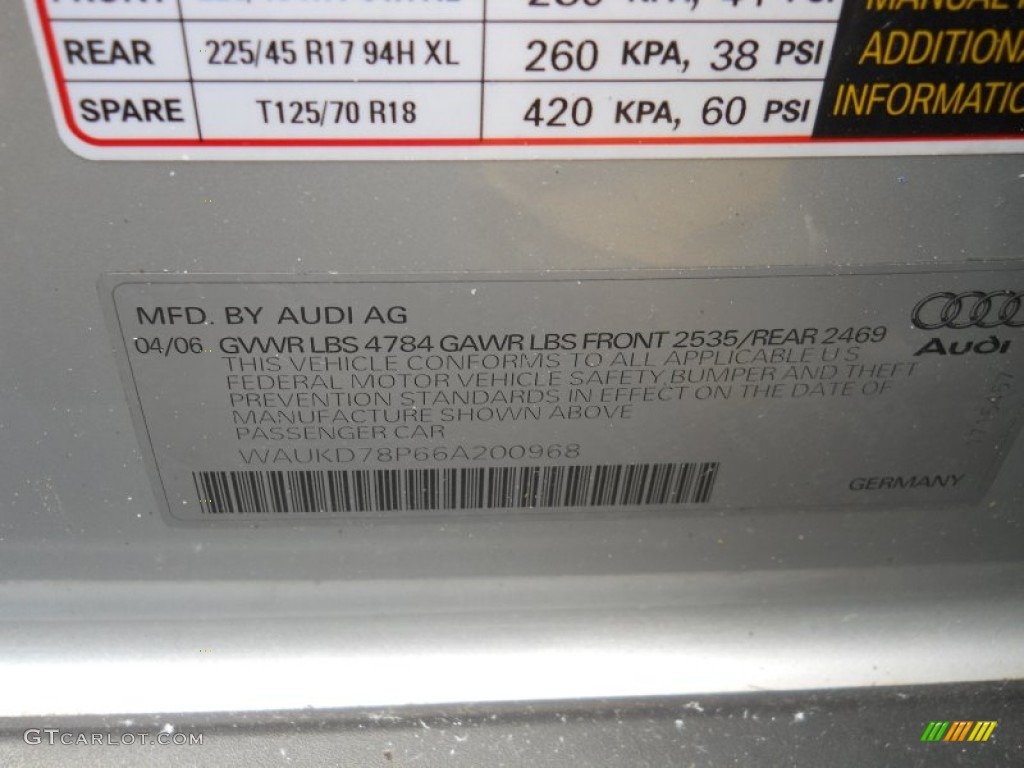 REAR 225/45 R17 94H XL 260 KPA, 38 PSI ADDITIONA
SPARE T125/70 R18 420 KPA, 60 PSI INFORMATIO
MFD. BY AUDI AG
04/06 GVWR LBS 4784 GAWR LBS FRONT 2535/REAR 2469
Audi
THIS VEHICLE CONFORMS TO ALL APPLICABLE U S
FEDERAL MOTOR VEHICLE SAFETY, BUMPER AND THEFT
PREVENTION STANDARDS IN EFFECT ON THE DATE OF
MANUFACTURE SHOWN ABOVE
PASSENGER CAR
WAUKD78P66A200968
GERMANY
GTCARLOT.COM